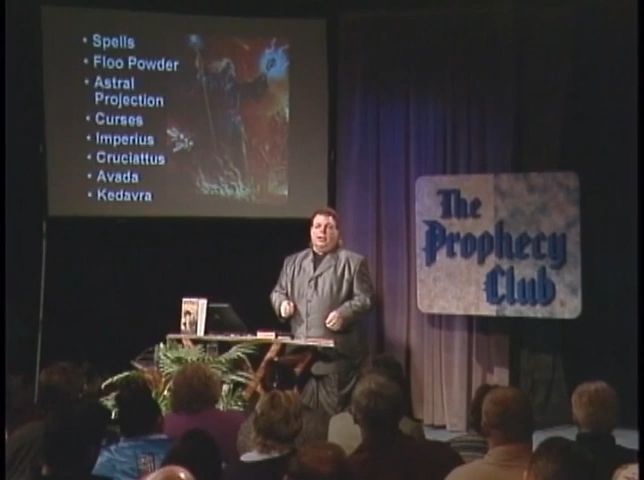 • Spells
• Floo Powder
• Astral
Projection
• Curses
• Imperius
• Cruciattus
• Avada
• Kedavra
The
Prophecy
Club